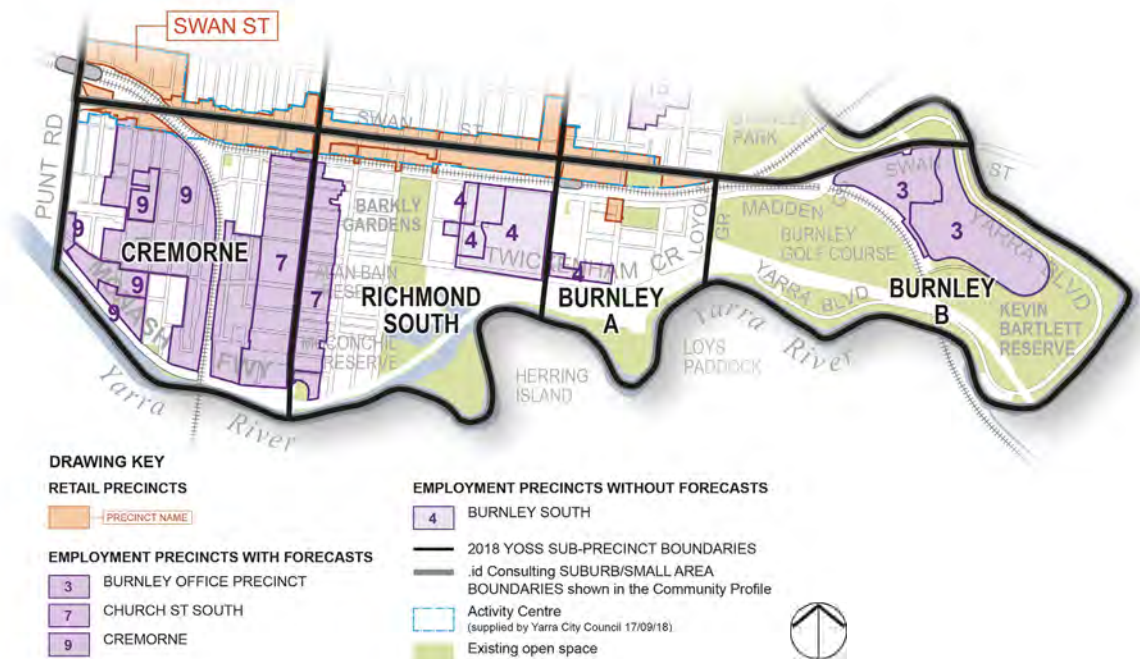 SWAN ST
15
PARK
PUNT RD
SWAN ST
SWAN ST
3
9
9
9
9
9
CREMORNE
7
7
BARKLY
GARDENS
ALAN BAIN
RESERVE
4
4
4
4
TWICKENHAM CR
LOYOLA
GR
MADDEN
GR
BURNLEY
GOLF COURSE
3
YARRA BLVD
YARRA BLVD
RICHMOND
SOUTH
BURNLEY
A
BURNLEY
B
KEVIN
BARTLETT
RESERVE
MCCONCHIE
RESERVE
FWY
HERRING
ISLAND
LOYS
PADDOCK
Yarra River
Yarra River
DRAWING KEY
RETAIL PRECINCTS
PRECINCT NAME
EMPLOYMENT PRECINCTS WITH FORECASTS
3 BURNLEY OFFICE PRECINCT
7 CHURCH ST SOUTH
9 CREMORNE
EMPLOYMENT PRECINCTS WITHOUT FORECASTS
4 BURNLEY SOUTH
2018 YOSS SUB-PRECINCT BOUNDARIES
.id Consulting SUBURB/SMALL AREA
BOUNDARIES shown in the Community Profile
Activity Centre
(supplied by Yarra City Council 17/09/18)
Existing open space